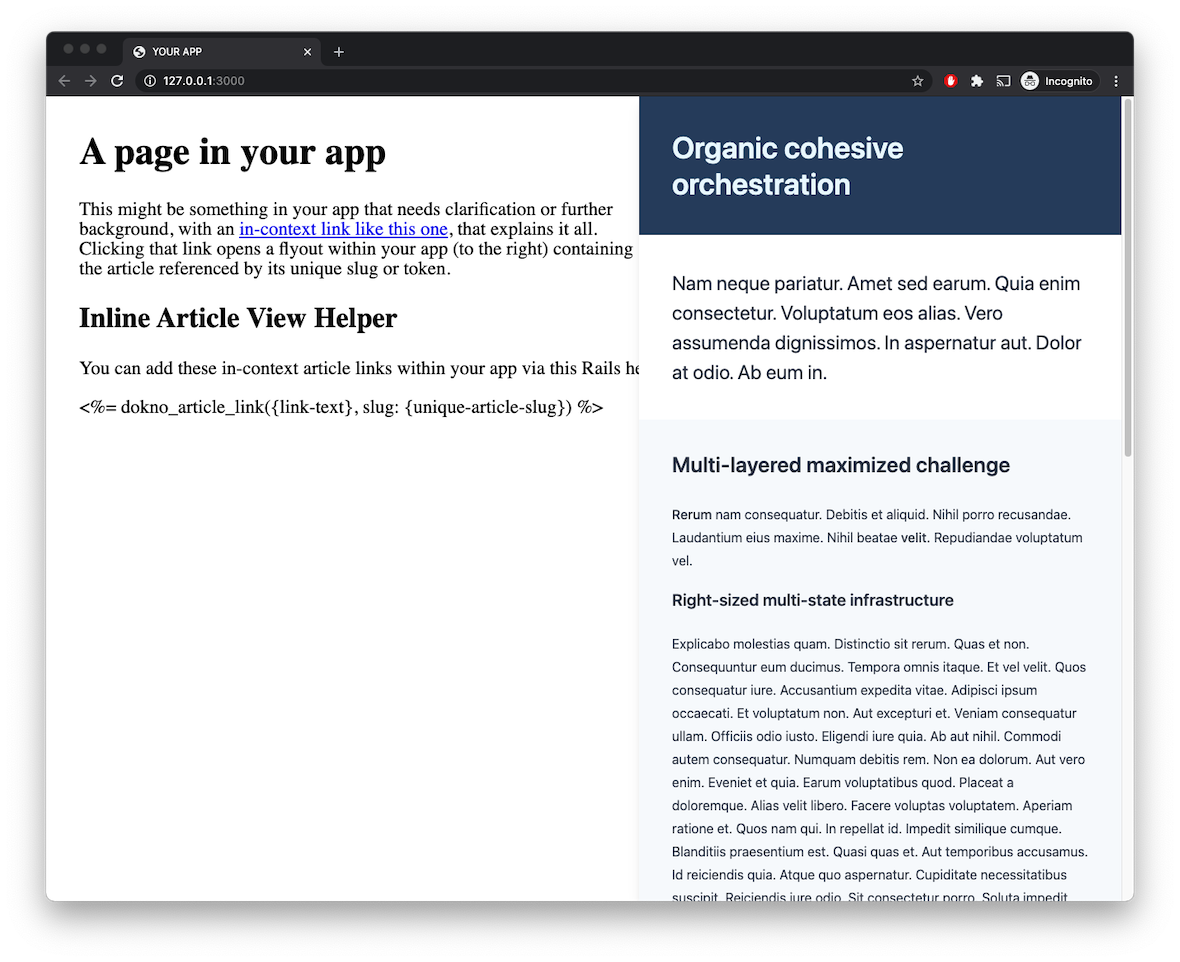 YOUR APP
127.0.0.1:3000
Incognito
A page in your app
This might be something in your app that needs clarification or further
background, with an in-context link like this one, that explains it all.
Clicking that link opens a flyout within your app (to the right) containing
the article referenced by its unique slug or token.
Inline Article View Helper
You can add these in-context article links within your app via this Rails
<%= dokno_article_link({link-text}, slug: {unique-article-slug}) %>
Organic cohesive
orchestration
Nam neque pariatur. Amet sed earum. Quia enim
consectetur. Voluptatum eos alias. Vero
assumenda dignissimos. In aspernatur aut. Dolor
at odio. Ab eum in.
Multi-layered maximized challenge
Rerum nam consequatur. Debitis et aliquid. Nihil porro recusandae.
Laudantium eius maxime. Nihil beatae velit. Repudiandae voluptatum
vel.
Right-sized multi-state infrastructure
Explicabo molestias quam. Distinctio sit rerum. Quas et non.
Consequuntur eum ducimus. Tempora omnis itaque. Et vel velit. Quos
consequatur iure. Accusantium expedita vitae. Adipisci ipsum
occaecati. Et voluptatum non. Aut excepturi et. Veniam consequatur
ullam. Officiis odio iusto. Eligendi iure quia. Ab aut nihil. Commodi
autem consequatur. Numquam debitis rem. Non ea dolorum. Aut vero
enim. Eveniet et quia. Earum voluptatibus quod. Placeat a
doloremque. Alias velit libero. Facere voluptas voluptatem. Aperiam
ratione et. Quos nam qui. In repellat id. Impedit similique cumque.
Blanditiis praesentium est. Quasi quas et. Aut temporibus accusamus.
Id reiciendis quia. Atque quo aspernatur. Cupiditate necessitatibus
suscipit. Reiciendis iure odio. Sit consectetur porro. Soluta impedit